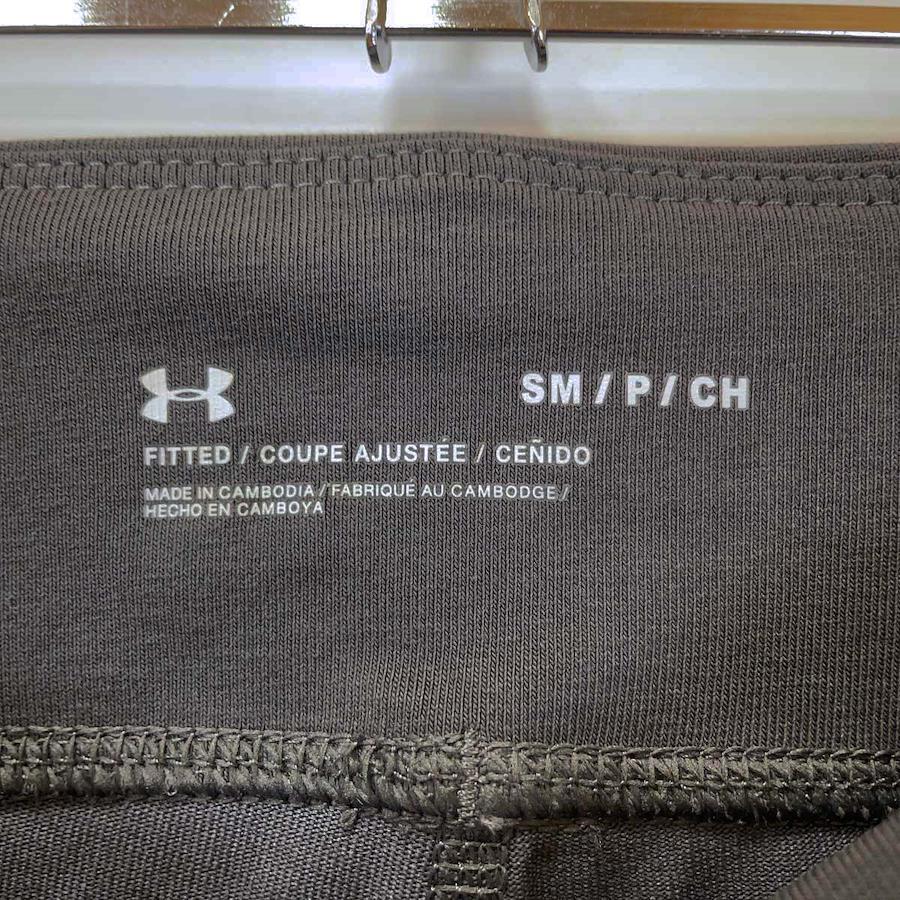 SM / P / CH
FITTED / COUPE AJUSTÉE / CEÑIDO
MADE IN CAMBODIA / FABRIQUÉ AU CAMBODGE /
HECHO EN CAMBOYA